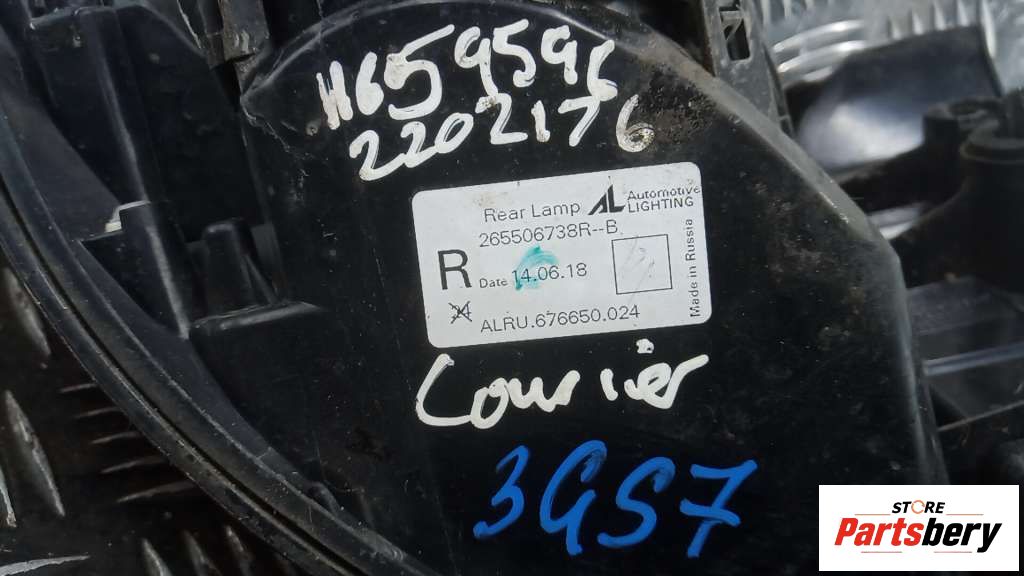 H659596
2202176
Rear Lamp AL Automotive LIGHTING
265506738R--B
R
Date 14.06.18
ALRU.676650.024
Made in Russia
Courier
3GS7
STORE
Partsbery